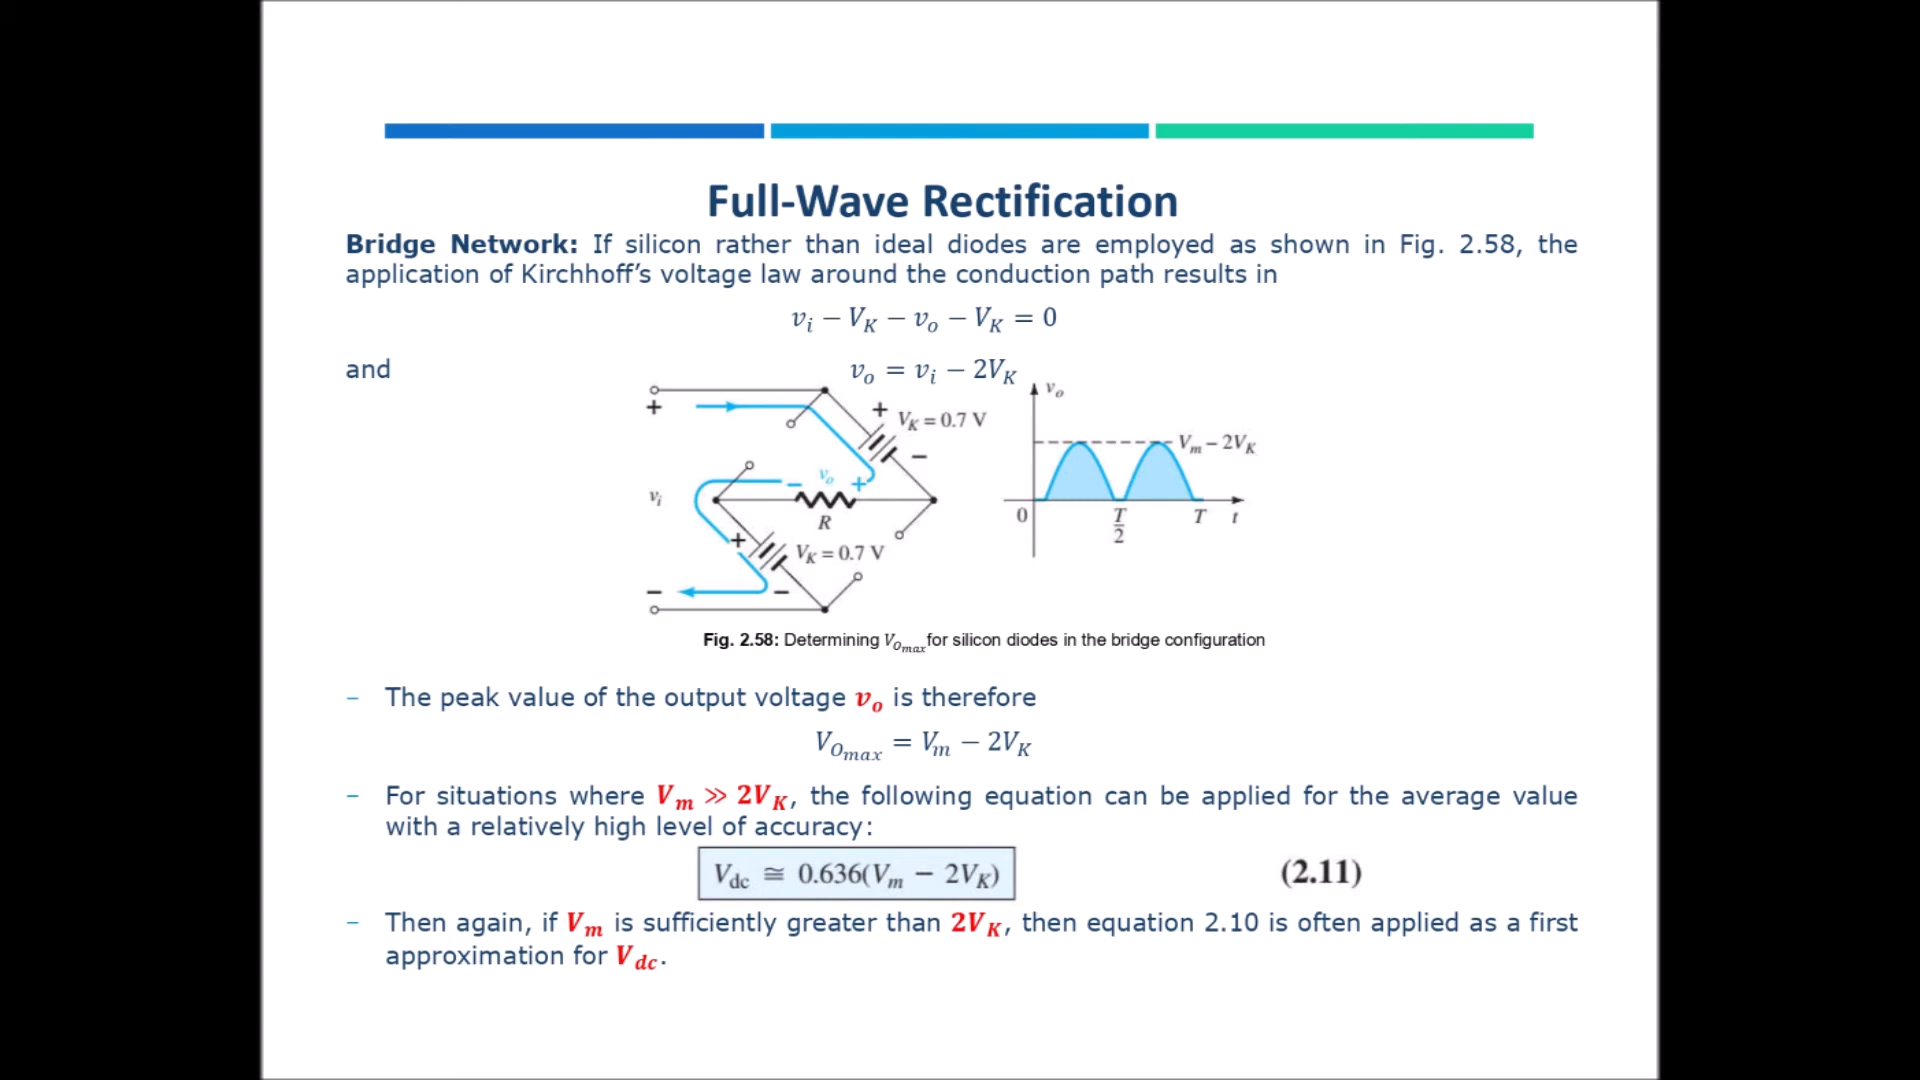 Full-Wave Rectification
Bridge Network: If silicon rather than ideal diodes are employed as shown in Fig. 2.58, the
application of Kirchhoff’s voltage law around the conduction path results in
v_i − V_K − v_o − V_K = 0
and
v_o = v_i − 2V_K
+
+ V_K = 0.7 V
−
v_i
− v_o +
R
+ V_K = 0.7 V
−
−
v_o
V_m − 2V_K
0
T/2
T
t
Fig. 2.58: Determining V_{O_{max}} for silicon diodes in the bridge configuration
– The peak value of the output voltage v_o is therefore
V_{O_{max}} = V_m − 2V_K
– For situations where V_m ≫ 2V_K, the following equation can be applied for the average value
with a relatively high level of accuracy:
V_dc ≅ 0.636(V_m − 2V_K) (2.11)
– Then again, if V_m is sufficiently greater than 2V_K, then equation 2.10 is often applied as a first
approximation for V_dc.